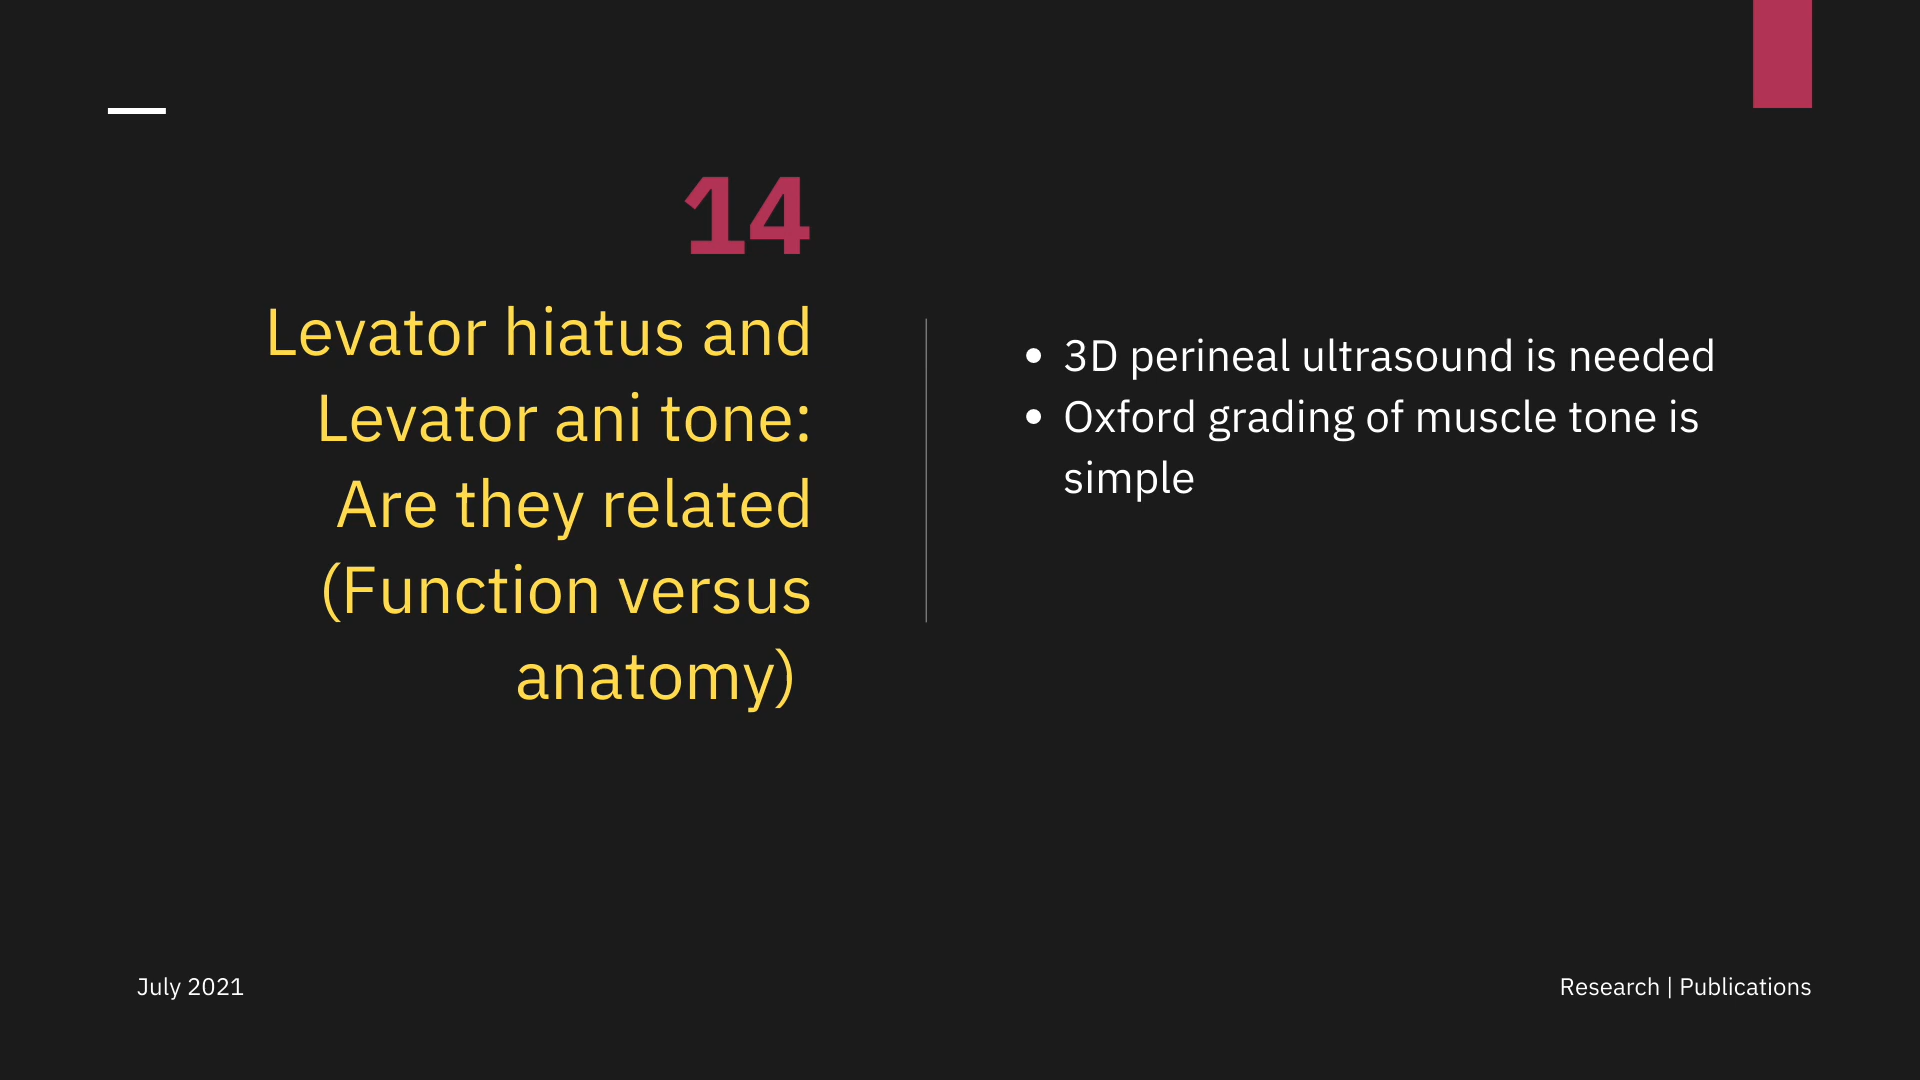 14
Levator hiatus and
Levator ani tone:
Are they related
(Function versus
anatomy)
• 3D perineal ultrasound is needed
• Oxford grading of muscle tone is
simple
July 2021
Research | Publications